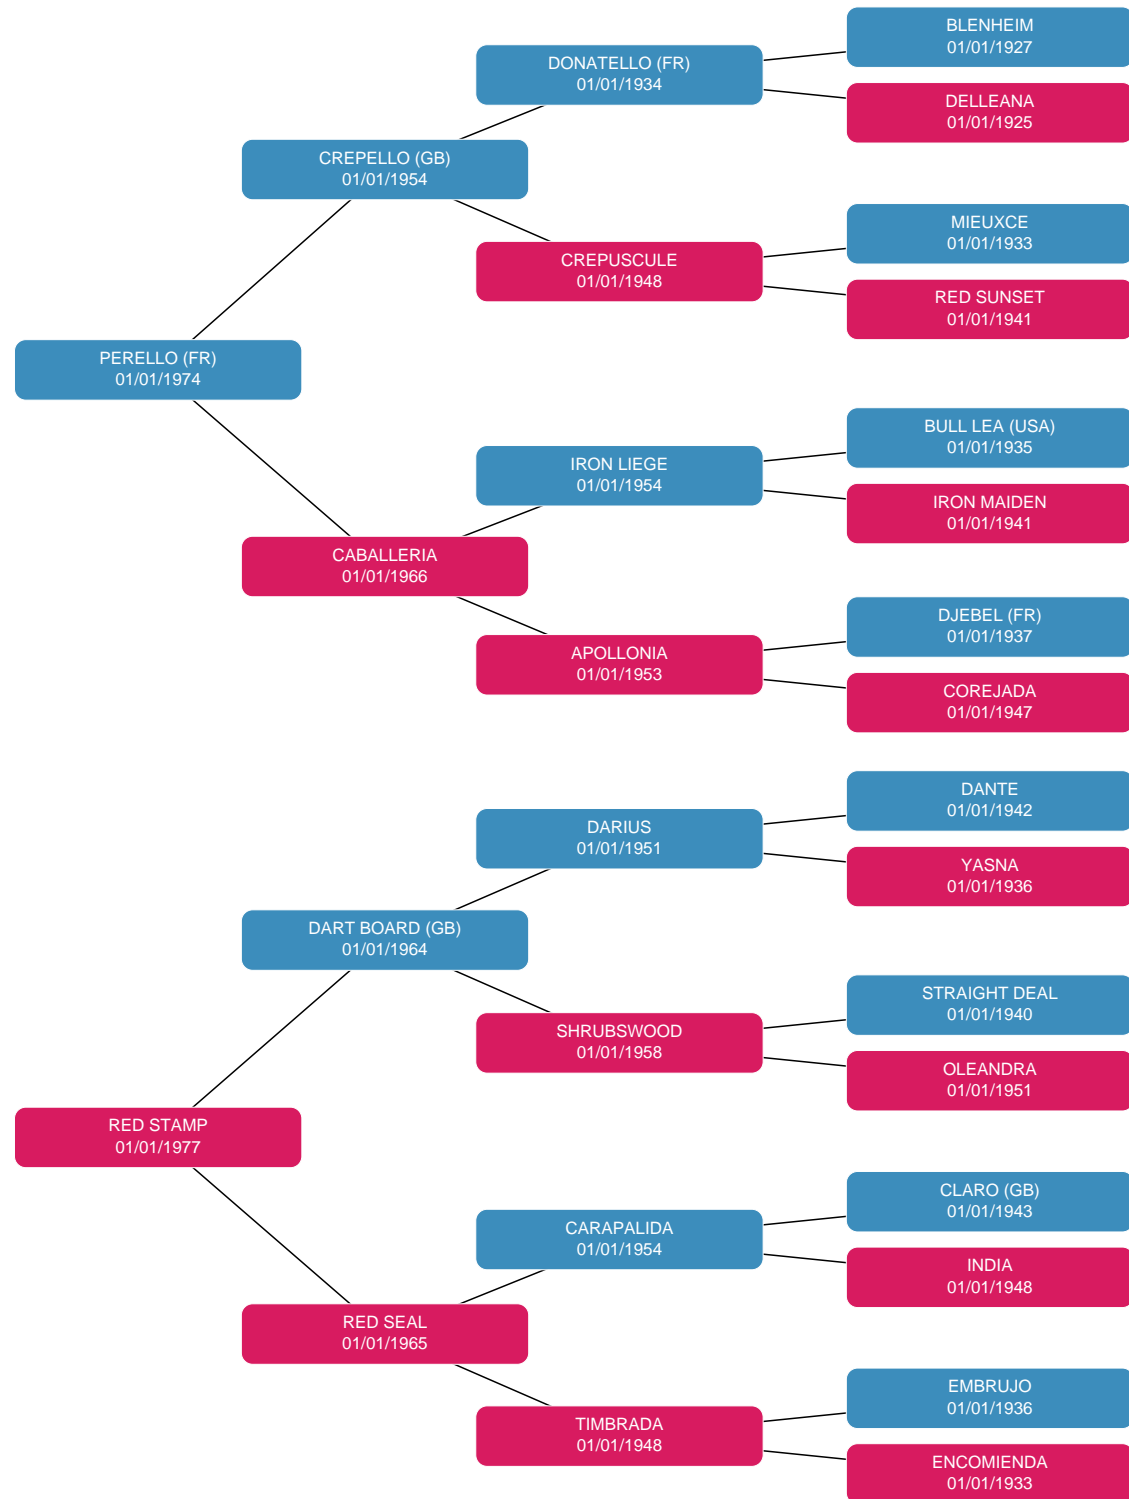 BLENHEIM
01/01/1927
DONATELLO (FR)
01/01/1934
DELLEANA
01/01/1925
CREPELLO (GB)
01/01/1954
MIEUXCE
01/01/1933
CREPUSCULE
01/01/1948
RED SUNSET
01/01/1941
PERELLO (FR)
01/01/1974
BULL LEA (USA)
01/01/1935
IRON LIEGE
01/01/1954
IRON MAIDEN
01/01/1941
CABALLERIA
01/01/1966
DJEBEL (FR)
01/01/1937
APOLLONIA
01/01/1953
COREJADA
01/01/1947
DANTE
01/01/1942
DARIUS
01/01/1951
YASNA
01/01/1936
DART BOARD (GB)
01/01/1964
STRAIGHT DEAL
01/01/1940
SHRUBSWOOD
01/01/1958
OLEANDRA
01/01/1951
RED STAMP
01/01/1977
CLARO (GB)
01/01/1943
CARAPALIDA
01/01/1954
INDIA
01/01/1948
RED SEAL
01/01/1965
EMBRUJO
01/01/1936
TIMBRADA
01/01/1948
ENCOMIENDA
01/01/1933